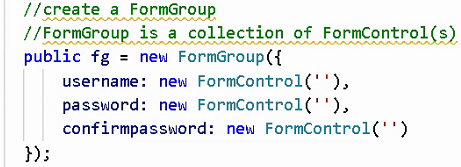 //create a FormGroup
//FormGroup is a collection of FormControl(s)
public fg = new FormGroup({
username: new FormControl(''),
password: new FormControl(''),
confirmpassword: new FormControl('')
});